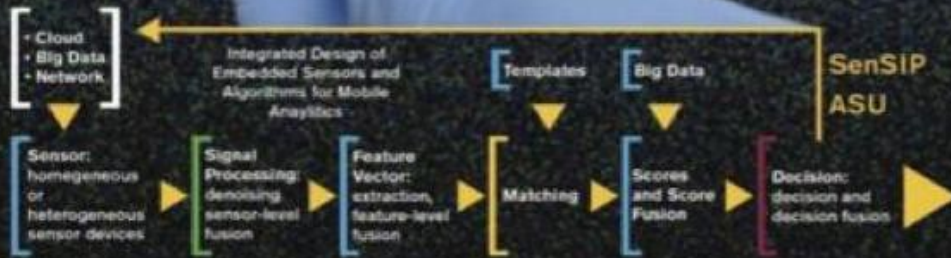 • Cloud
• Big Data
• Network
Integrated Design of
Embedded Sensors and
Algorithms for Mobile
Anaylitics
Templates
Big Data
SenSIP
ASU
Sensor:
homegeneous
or
heterogeneous
sensor devices
Signal
Processing:
denoising
sensor-level
fusion
Feature
Vector:
extraction,
feature-level
fusion
Matching
Scores
and Score
Fusion
Decision:
decision and
decision fusion